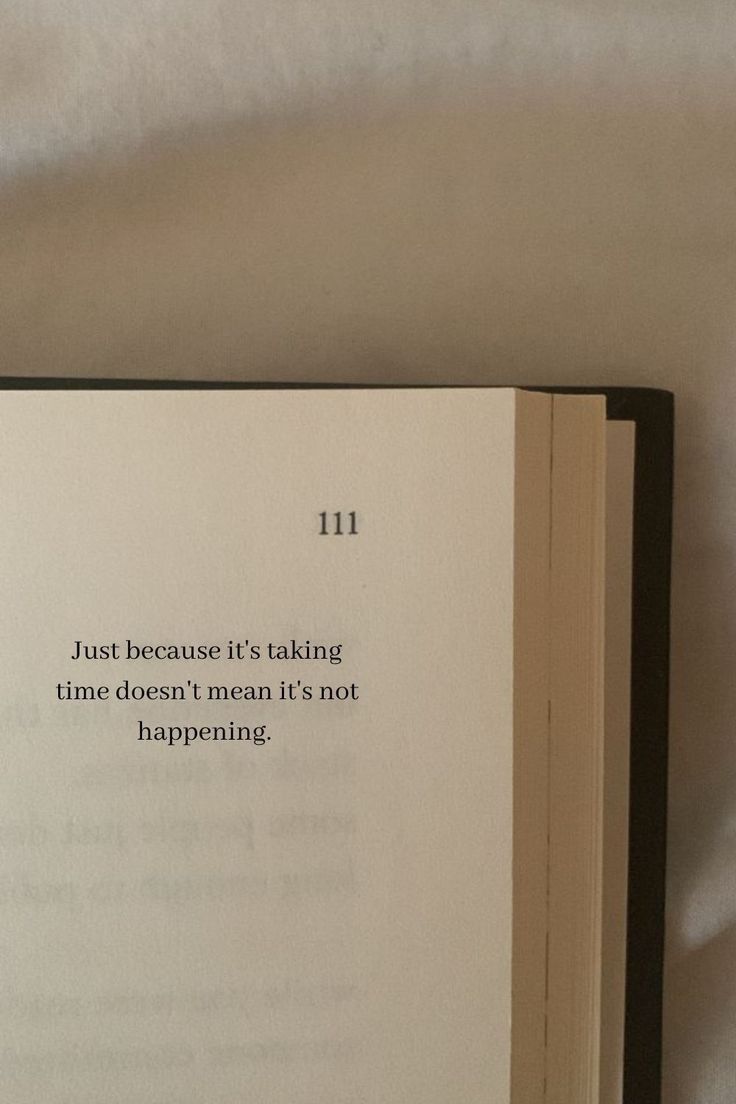 111
Just because it's taking
time doesn't mean it's not
happening.